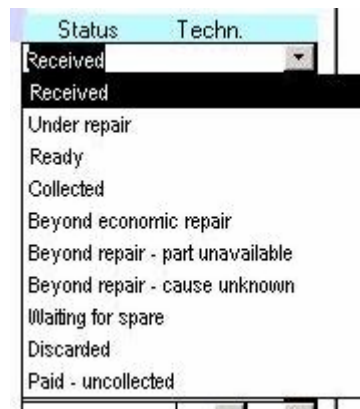 Status Techn.
Received
Received
Under repair
Ready
Collected
Beyond economic repair
Beyond repair - part unavailable
Beyond repair - cause unknown
Waiting for spare
Discarded
Paid - uncollected